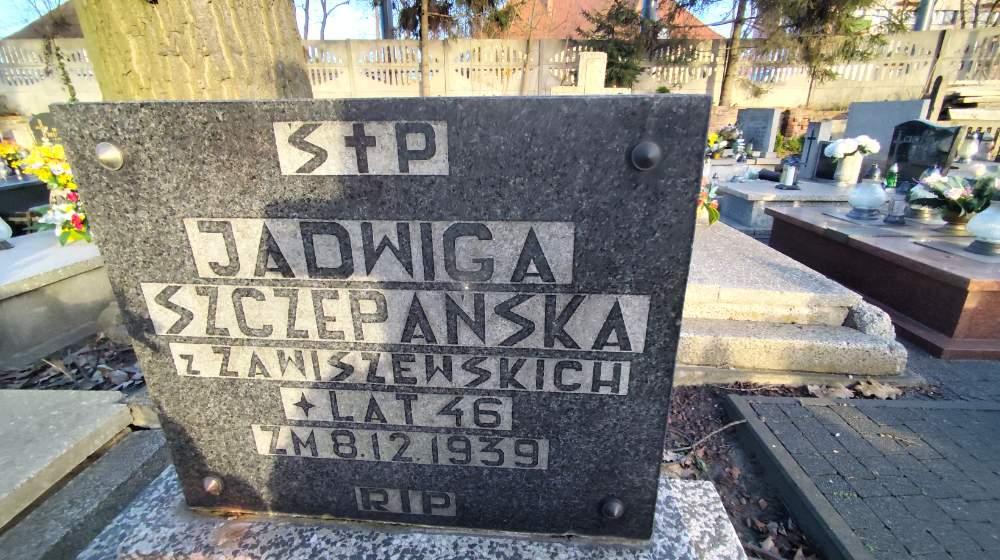 Ś✝P
JADWIGA
SZCZEPAŃSKA
Z ZAWISZEWSKICH
✦ LAT 46
ZM 8.12.1939
RIP